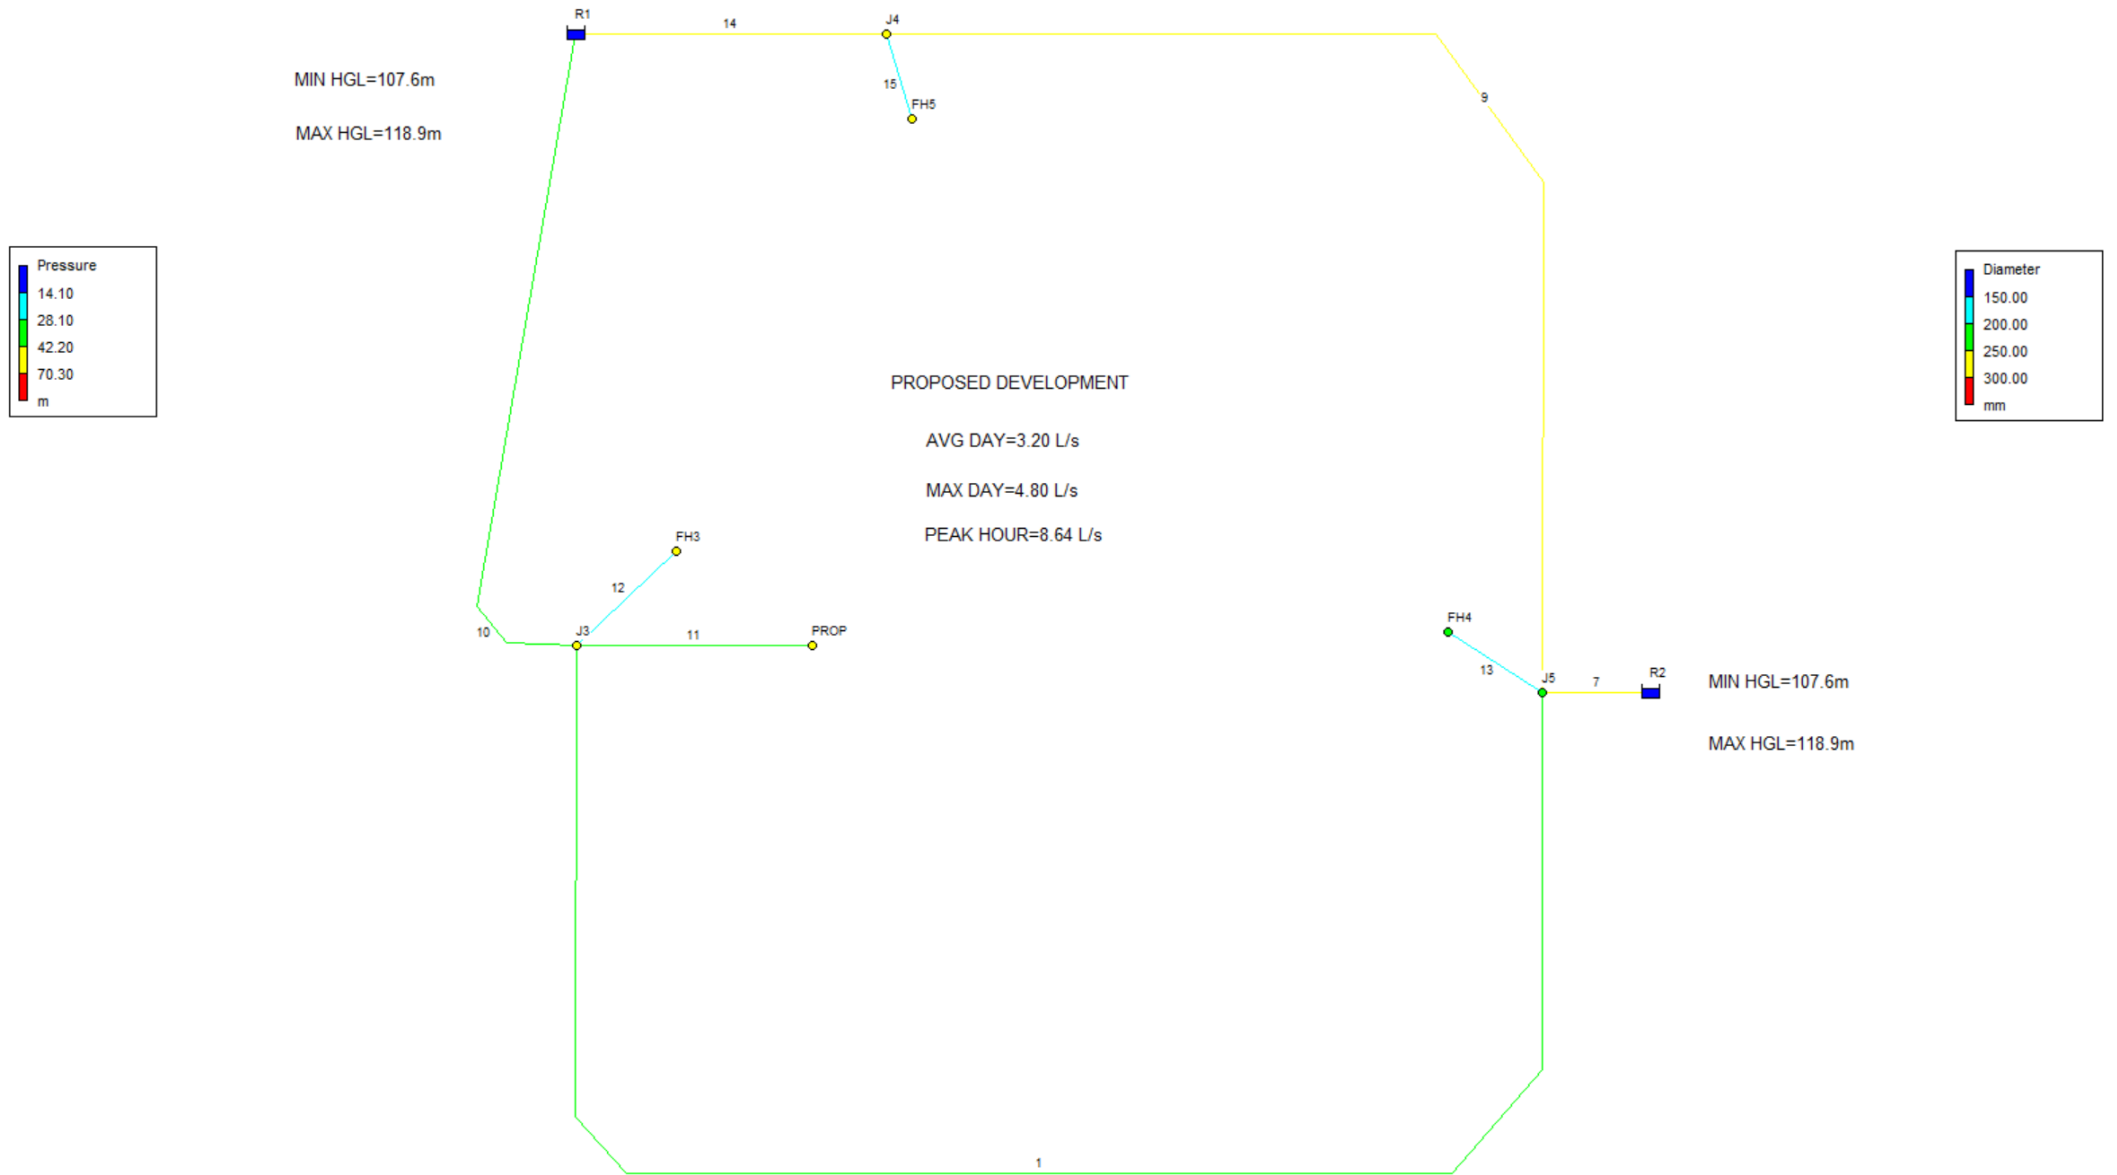 R1
14
J4
MIN HGL=107.6m
15
FH5
9
MAX HGL=118.9m
Pressure
14.10
28.10
42.20
70.30
m
Diameter
150.00
200.00
250.00
300.00
mm
PROPOSED DEVELOPMENT
AVG DAY=3.20 L/s
MAX DAY=4.80 L/s
PEAK HOUR=8.64 L/s
FH3
12
10
J3
11
PROP
FH4
13
J5
7
R2
MIN HGL=107.6m
MAX HGL=118.9m
1